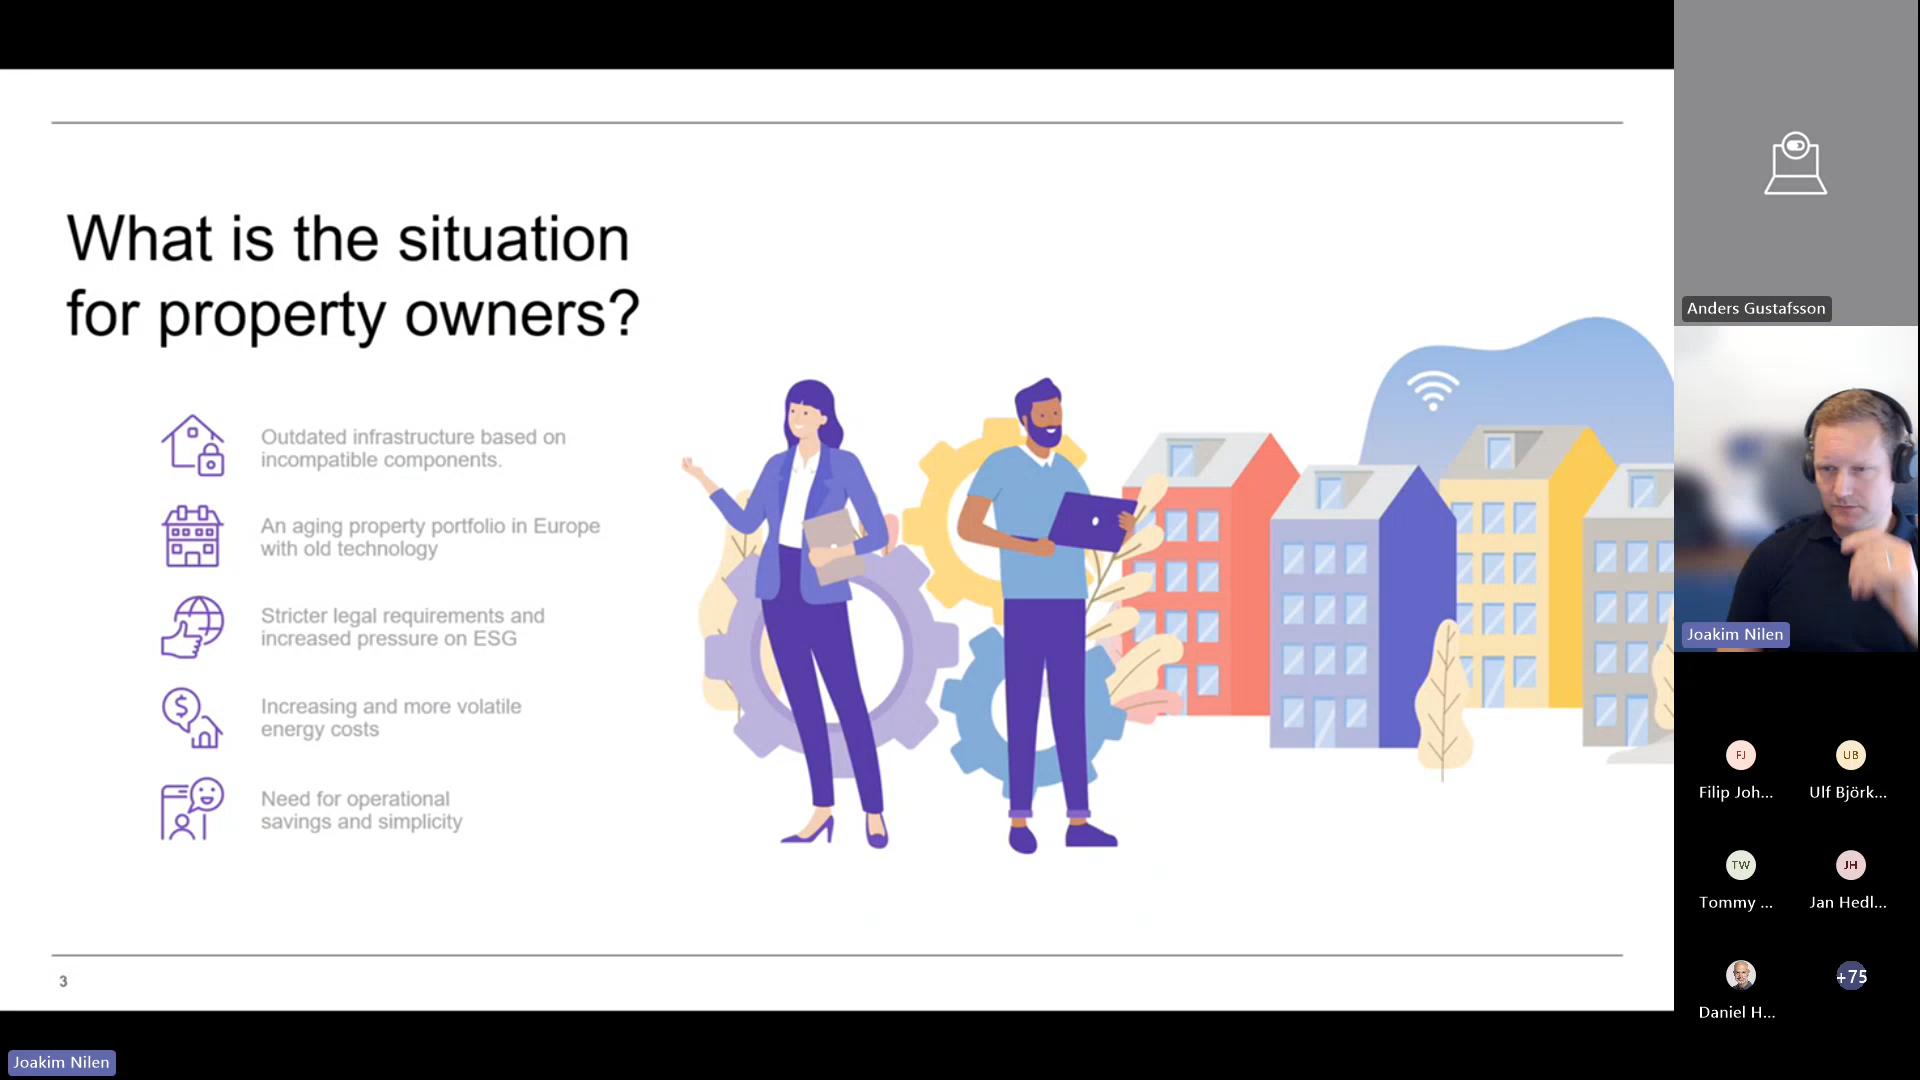 What is the situation
for property owners?
Outdated infrastructure based on
incompatible components.
An aging property portfolio in Europe
with old technology
Stricter legal requirements and
increased pressure on ESG
Increasing and more volatile
energy costs
Need for operational
savings and simplicity
3
Joakim Nilen
Anders Gustafsson
Joakim Nilen
FJ
Filip Joh...
UB
Ulf Björk...
TW
Tommy ...
JH
Jan Hedl...
Daniel H...
+75